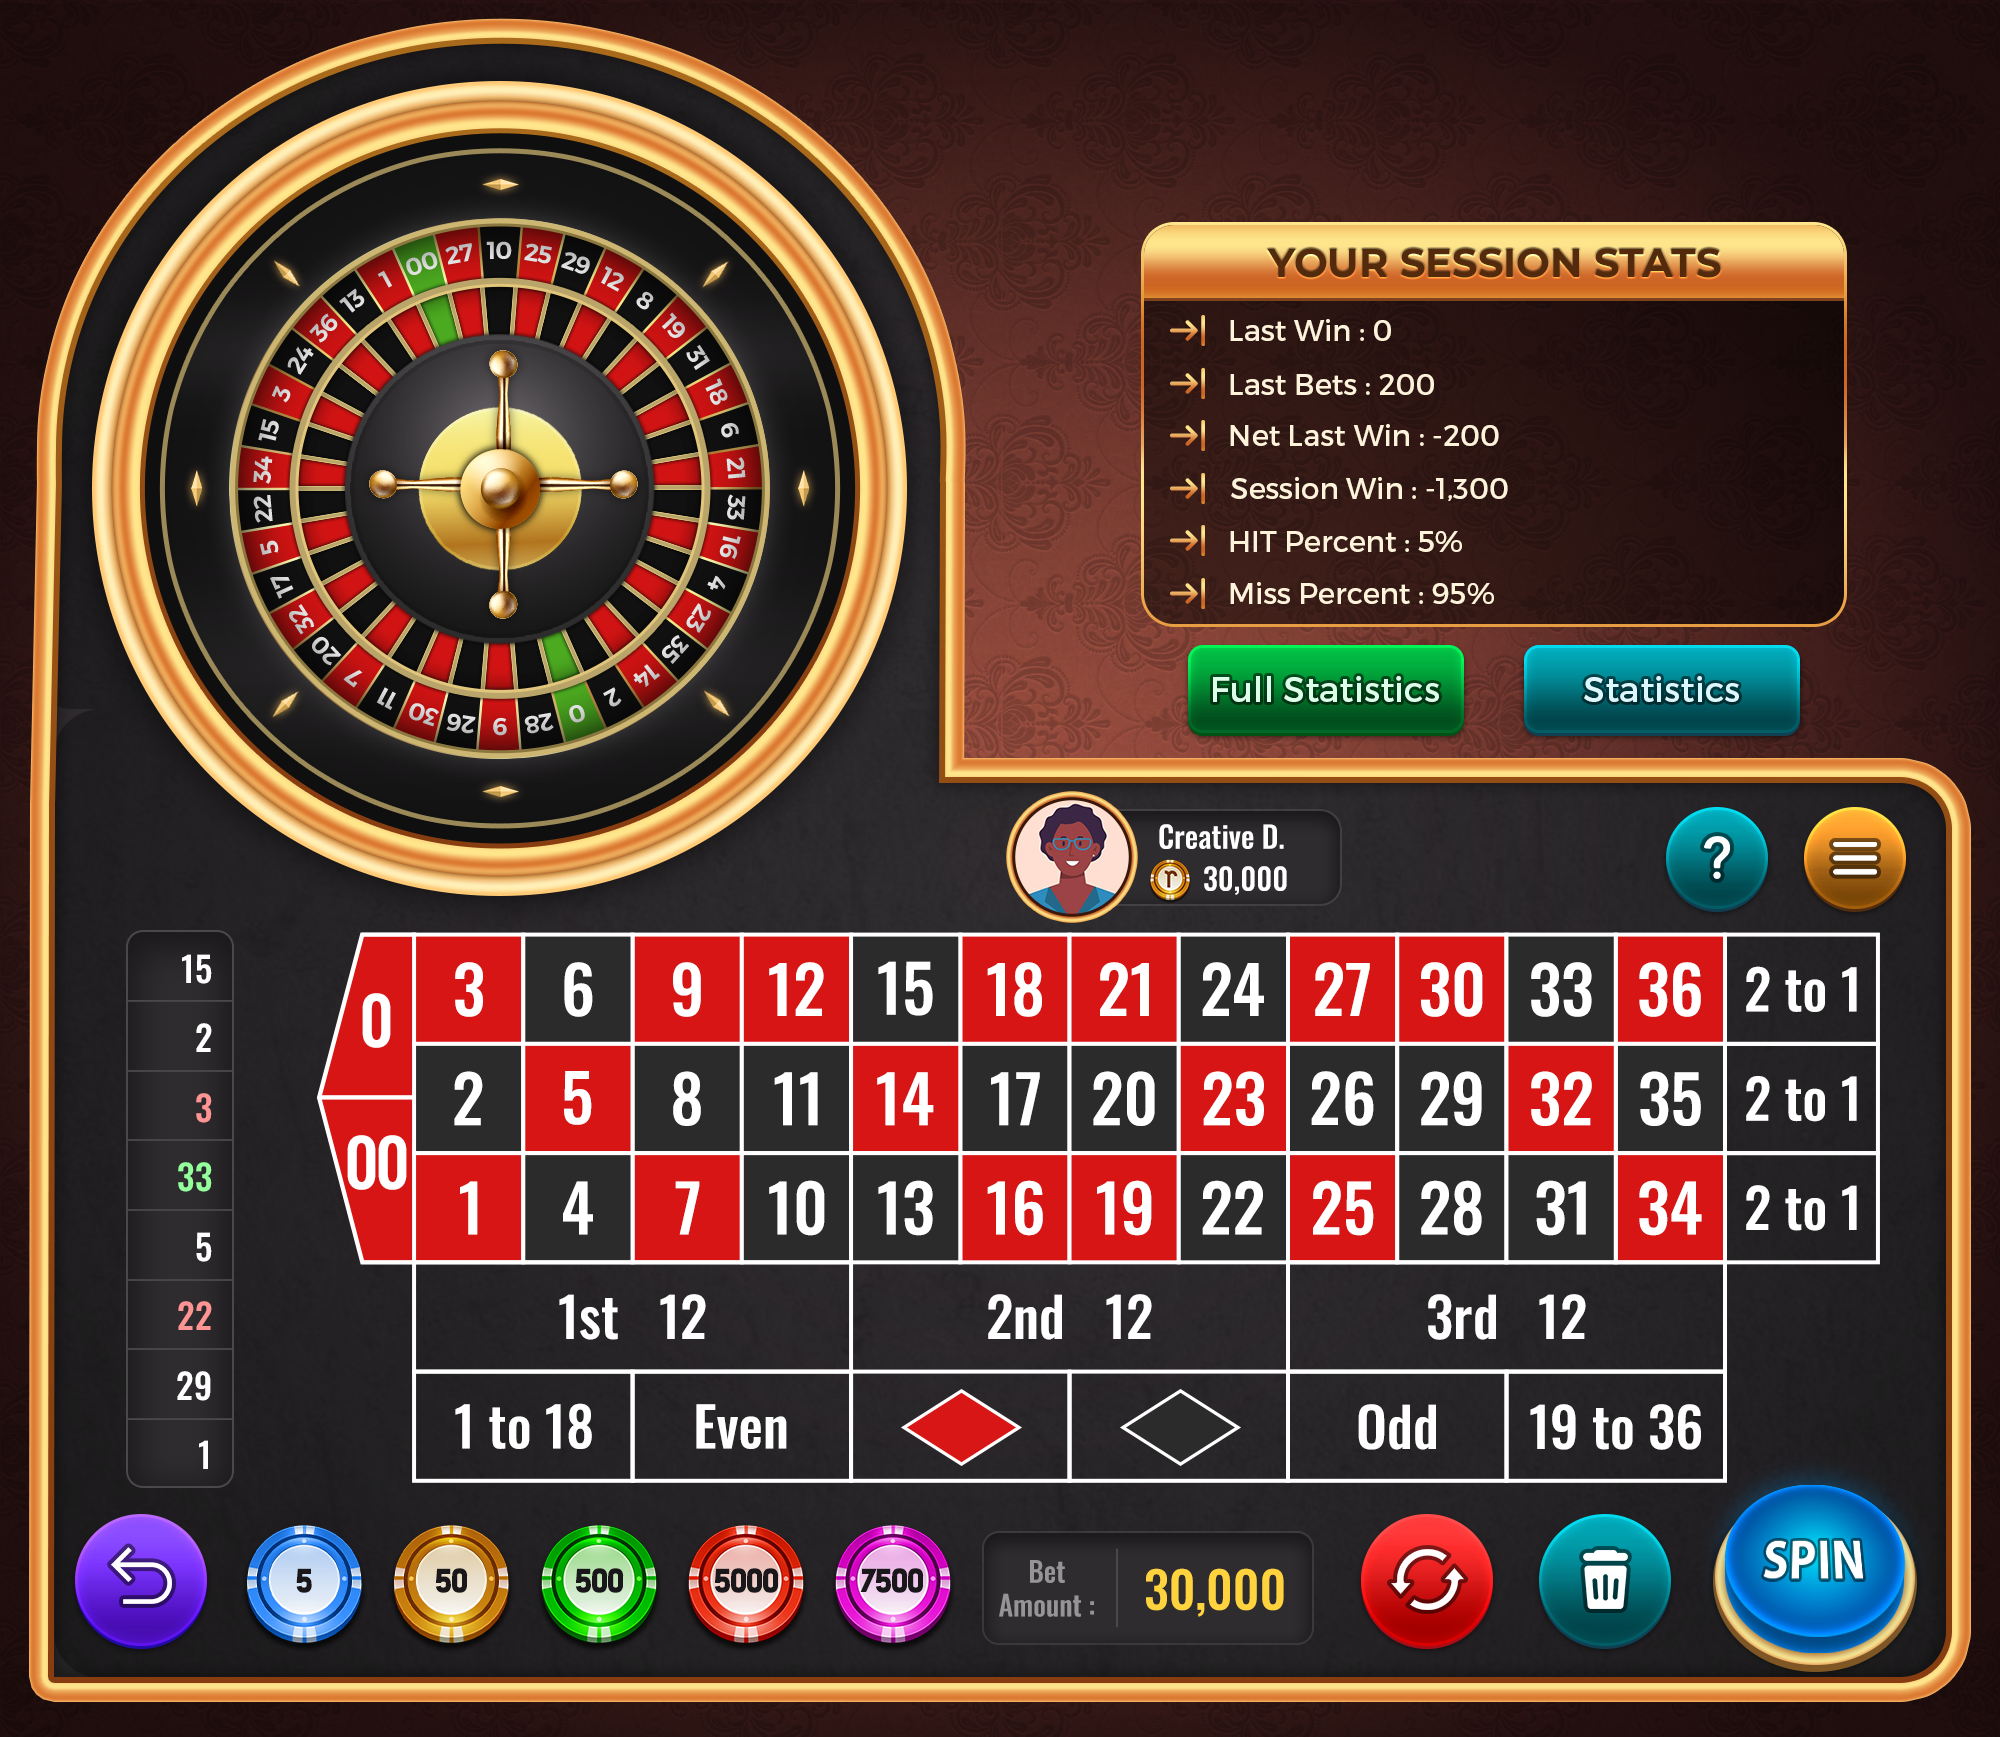 00 27 10 25 29 12 8 19 31 18 6 21 33 16 4 23 35 14 2 0 28 9 26 30 11 7 20 32 17 5 22 34 15 3 24 36 13 1
YOUR SESSION STATS
Last Win : 0
Last Bets : 200
Net Last Win : -200
Session Win : -1,300
HIT Percent : 5%
Miss Percent : 95%
Full Statistics
Statistics
Creative D.
30,000
?
15
2
3
33
5
22
29
1
0
00
3 6 9 12 15 18 21 24 27 30 33 36 2 to 1
2 5 8 11 14 17 20 23 26 29 32 35 2 to 1
1 4 7 10 13 16 19 22 25 28 31 34 2 to 1
1st 12 2nd 12 3rd 12
1 to 18 Even Odd 19 to 36
5 50 500 5000 7500
Bet
Amount :
30,000
SPIN